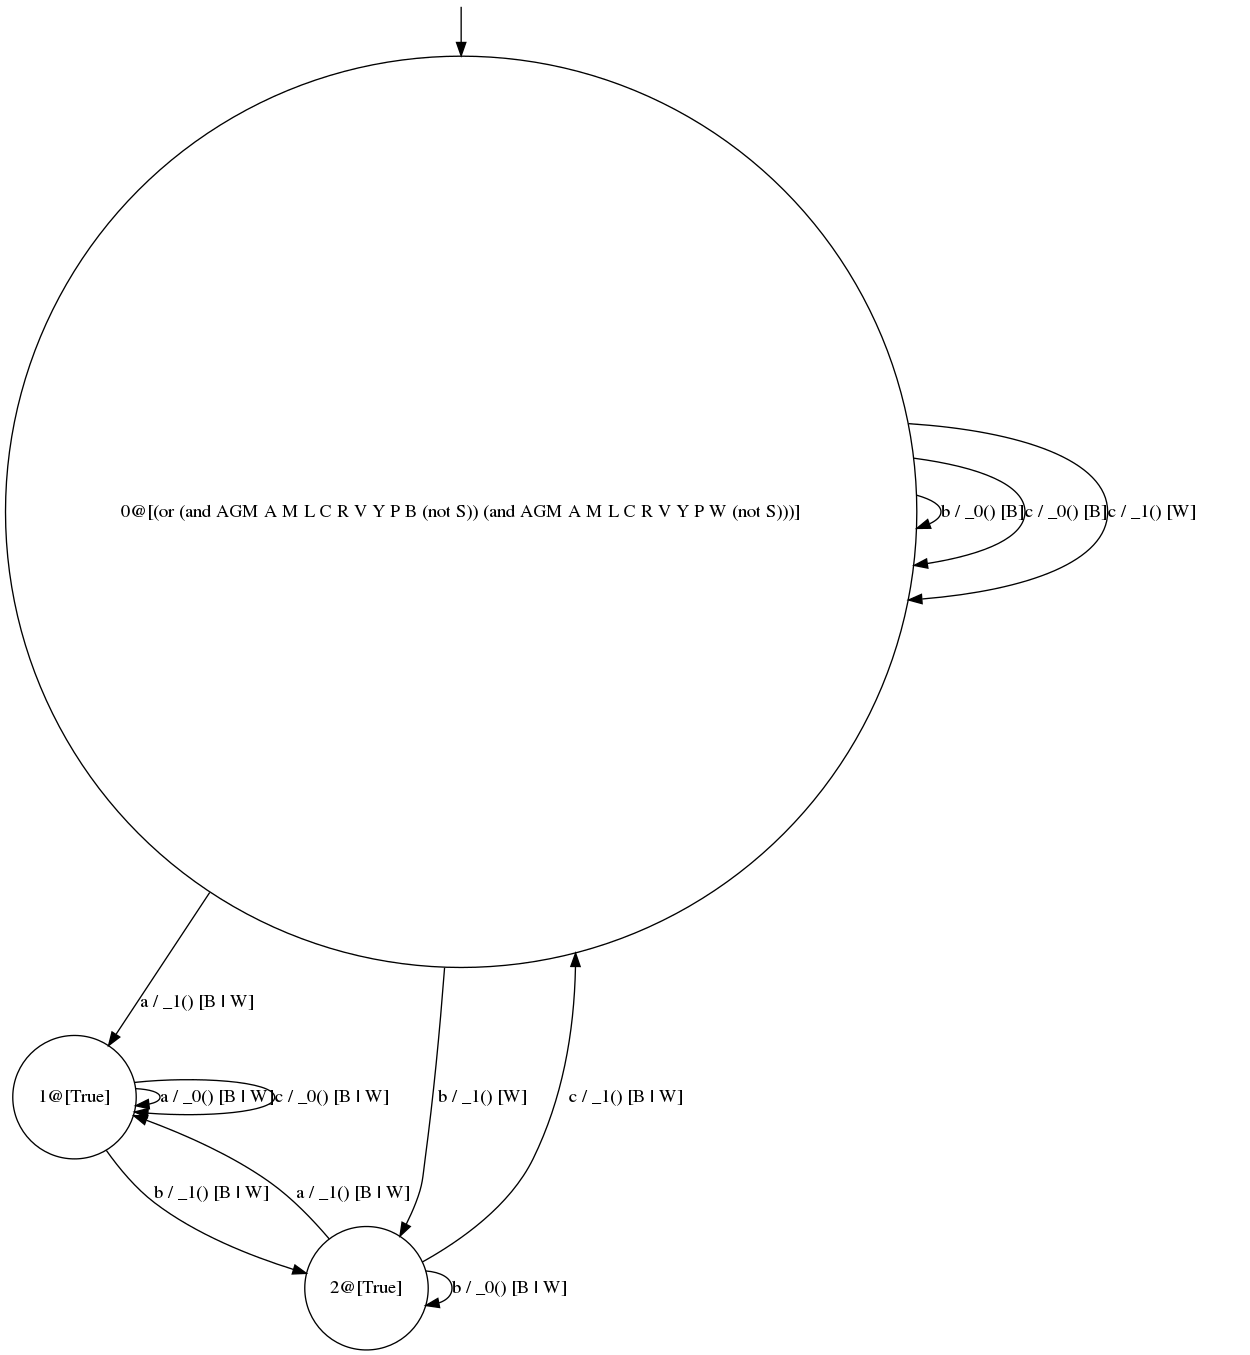 0@[(or (and AGM A M L C R V Y P B (not S)) (and AGM A M L C R V Y P W (not S)))]
b / _0() [B]
c / _0() [B]
c / _1() [W]
a / _1() [B | W]
1@[True]
a / _0() [B | W]
c / _0() [B | W]
b / _1() [W]
c / _1() [B | W]
b / _1() [B | W]
a / _1() [B | W]
2@[True]
b / _0() [B | W]